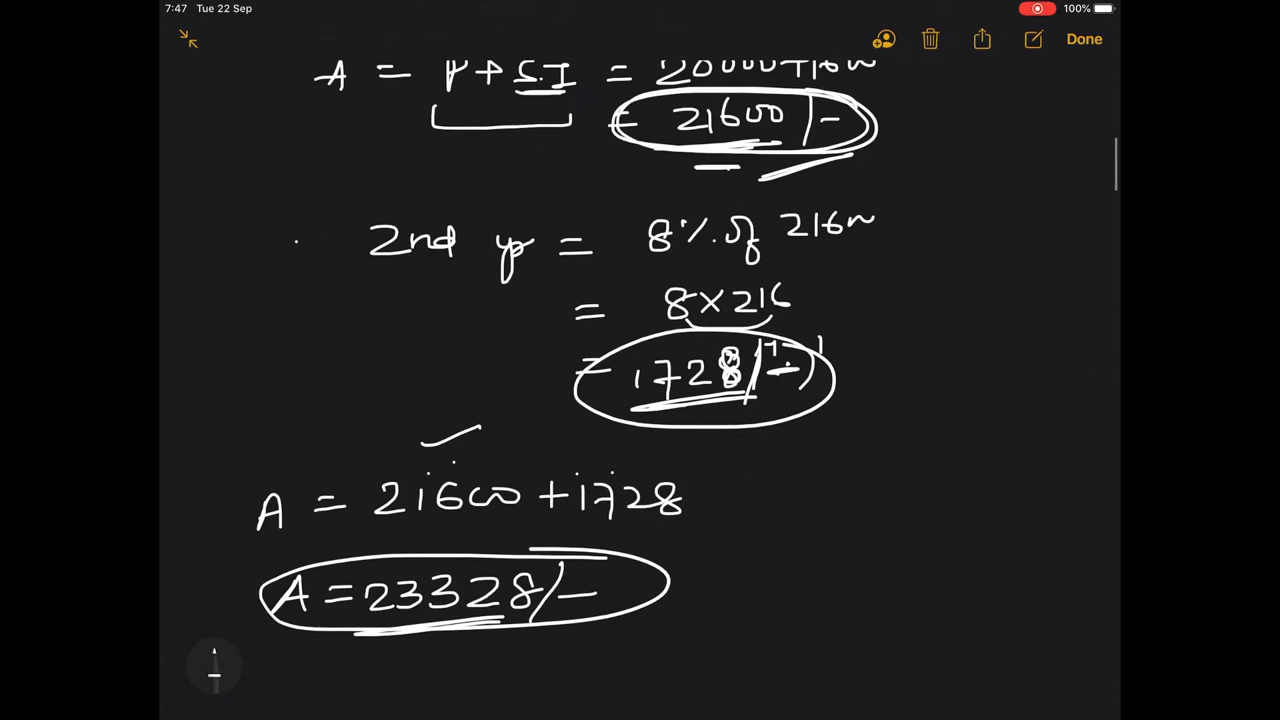 7:47 Tue 22 Sep
100%
Done
A = P + S.I = 20000+1600
= 21600/-
2nd yr = 8% of 21600
= 8×216
= 1728/-
A = 21600 + 1728
A = 23328/-